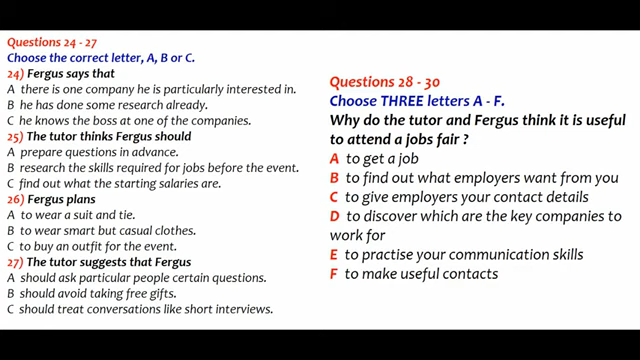 Questions 24 - 27
Choose the correct letter, A, B or C.
24) Fergus says that
A there is one company he is particularly interested in.
B he has done some research already.
C he knows the boss at one of the companies.
25) The tutor thinks Fergus should
A prepare questions in advance.
B research the skills required for jobs before the event.
C find out what the starting salaries are.
26) Fergus plans
A to wear a suit and tie.
B to wear smart but casual clothes.
C to buy an outfit for the event.
27) The tutor suggests that Fergus
A should ask particular people certain questions.
B should avoid taking free gifts.
C should treat conversations like short interviews.
Questions 28 - 30
Choose THREE letters A - F.
Why do the tutor and Fergus think it is useful
to attend a jobs fair ?
A to get a job
B to find out what employers want from you
C to give employers your contact details
D to discover which are the key companies to
work for
E to practise your communication skills
F to make useful contacts